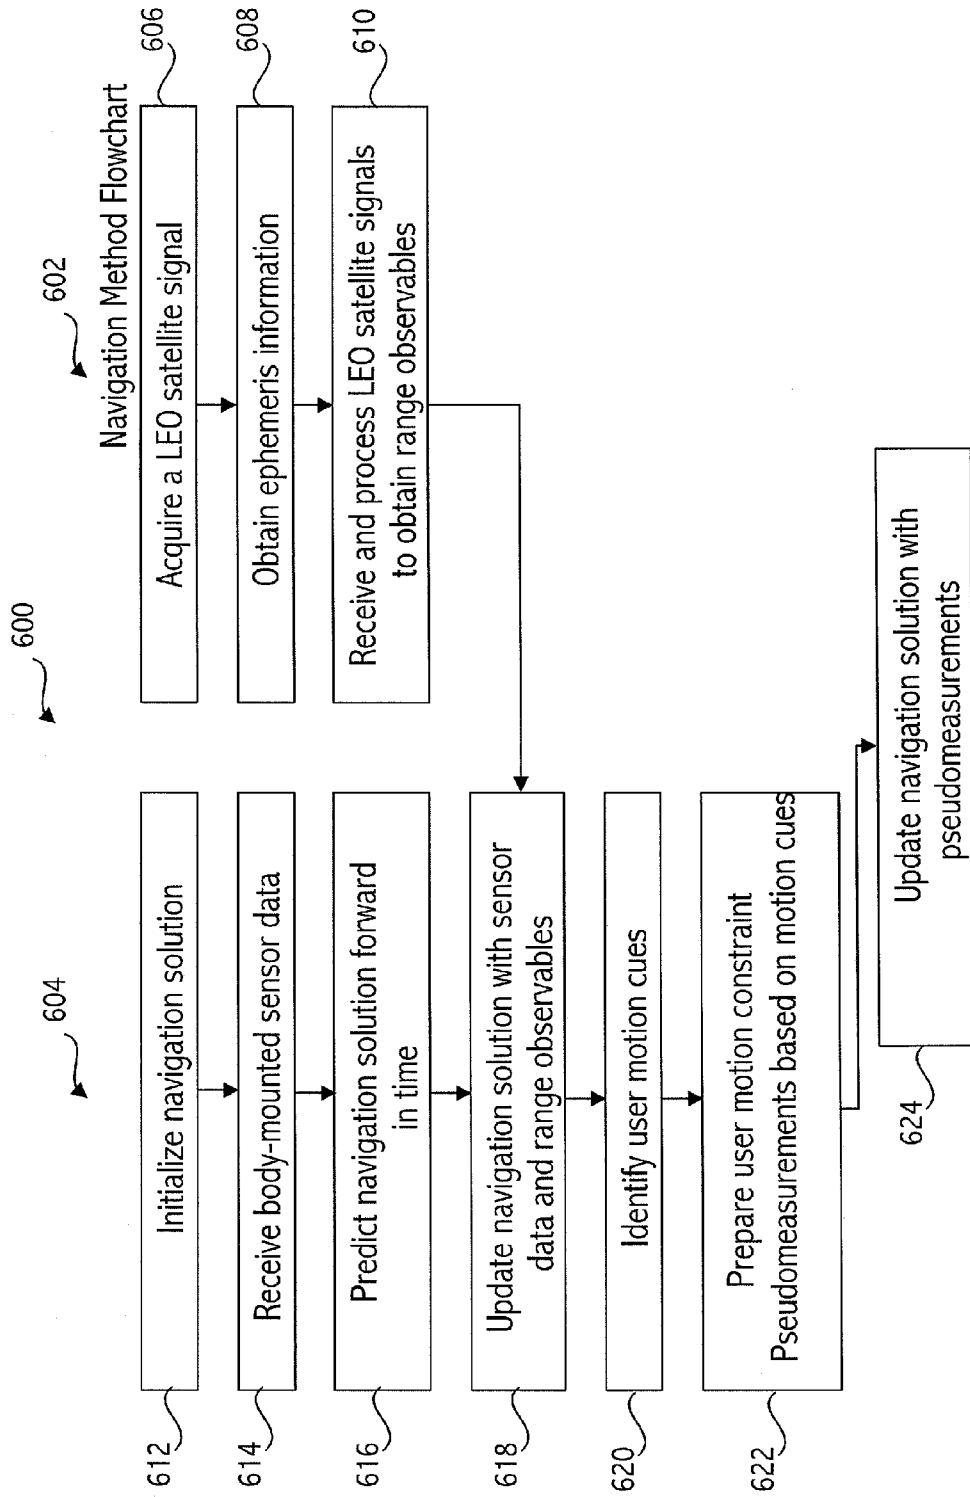 600
604
602
Navigation Method Flowchart
612
Initialize navigation solution
Acquire a LEO satellite signal
606
614
Receive body-mounted sensor data
Obtain ephemeris information
608
616
Predict navigation solution forward
in time
Receive and process LEO satellite signals
to obtain range observables
610
618
Update navigation solution with sensor
data and range observables
620
Identify user motion cues
622
Prepare user motion constraint
Pseudomeasurements based on motion cues
624
Update navigation solution with
pseudomeasurements